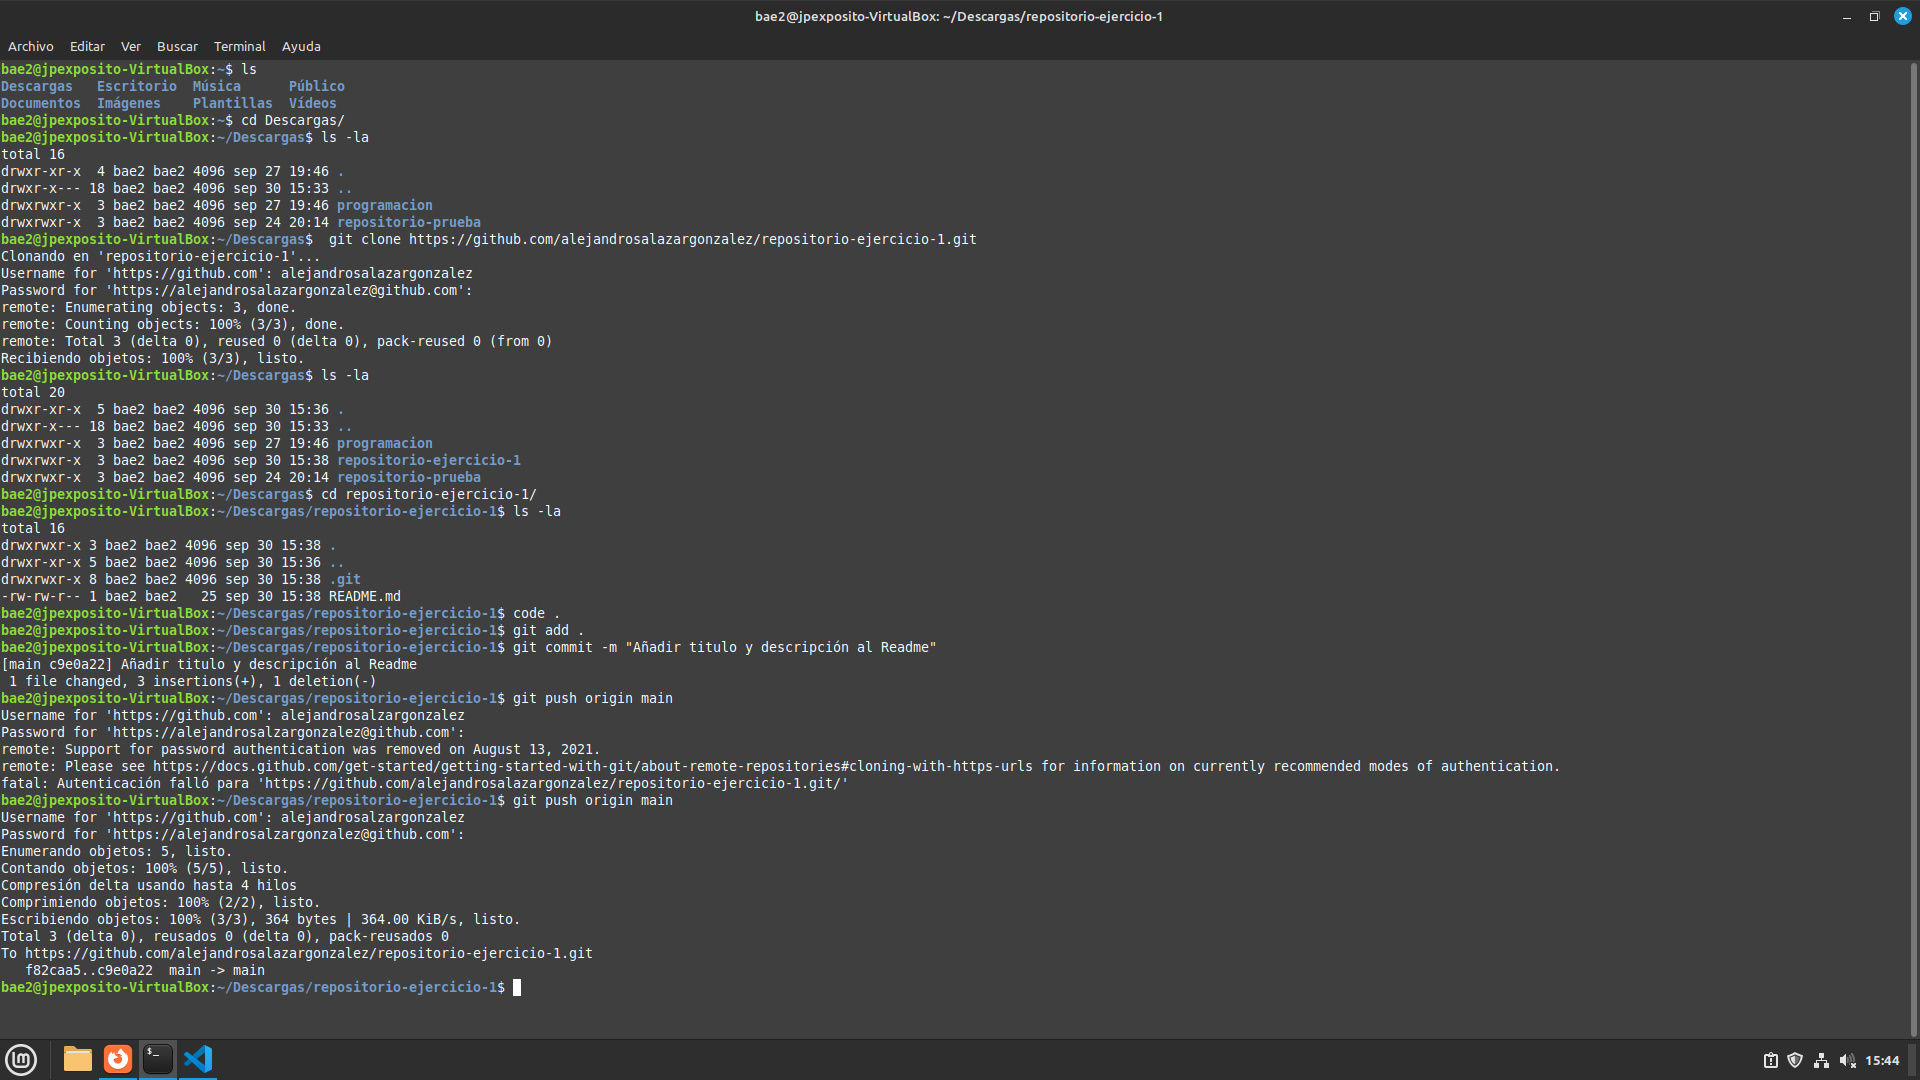 bae2@jpexposito-VirtualBox: ~/Descargas/repositorio-ejercicio-1
Archivo Editar Ver Buscar Terminal Ayuda
bae2@jpexposito-VirtualBox:~$ ls
Descargas   Escritorio  Música      Público
Documentos  Imágenes    Plantillas  Vídeos
bae2@jpexposito-VirtualBox:~$ cd Descargas/
bae2@jpexposito-VirtualBox:~/Descargas$ ls -la
total 16
drwxr-xr-x  4 bae2 bae2 4096 sep 27 19:46 .
drwxr-x--- 18 bae2 bae2 4096 sep 30 15:33 ..
drwxrwxr-x  3 bae2 bae2 4096 sep 27 19:46 programacion
drwxrwxr-x  3 bae2 bae2 4096 sep 24 20:14 repositorio-prueba
bae2@jpexposito-VirtualBox:~/Descargas$  git clone https://github.com/alejandrosalazargonzalez/repositorio-ejercicio-1.git
Clonando en 'repositorio-ejercicio-1'...
Username for 'https://github.com': alejandrosalazargonzalez
Password for 'https://alejandrosalazargonzalez@github.com':
remote: Enumerating objects: 3, done.
remote: Counting objects: 100% (3/3), done.
remote: Total 3 (delta 0), reused 0 (delta 0), pack-reused 0 (from 0)
Recibiendo objetos: 100% (3/3), listo.
bae2@jpexposito-VirtualBox:~/Descargas$ ls -la
total 20
drwxr-xr-x  5 bae2 bae2 4096 sep 30 15:36 .
drwxr-x--- 18 bae2 bae2 4096 sep 30 15:33 ..
drwxrwxr-x  3 bae2 bae2 4096 sep 27 19:46 programacion
drwxrwxr-x  3 bae2 bae2 4096 sep 30 15:38 repositorio-ejercicio-1
drwxrwxr-x  3 bae2 bae2 4096 sep 24 20:14 repositorio-prueba
bae2@jpexposito-VirtualBox:~/Descargas$ cd repositorio-ejercicio-1/
bae2@jpexposito-VirtualBox:~/Descargas/repositorio-ejercicio-1$ ls -la
total 16
drwxrwxr-x 3 bae2 bae2 4096 sep 30 15:38 .
drwxr-xr-x 5 bae2 bae2 4096 sep 30 15:36 ..
drwxrwxr-x 8 bae2 bae2 4096 sep 30 15:38 .git
-rw-rw-r-- 1 bae2 bae2   25 sep 30 15:38 README.md
bae2@jpexposito-VirtualBox:~/Descargas/repositorio-ejercicio-1$ code .
bae2@jpexposito-VirtualBox:~/Descargas/repositorio-ejercicio-1$ git add .
bae2@jpexposito-VirtualBox:~/Descargas/repositorio-ejercicio-1$ git commit -m "Añadir titulo y descripción al Readme"
[main c9e0a22] Añadir titulo y descripción al Readme
 1 file changed, 3 insertions(+), 1 deletion(-)
bae2@jpexposito-VirtualBox:~/Descargas/repositorio-ejercicio-1$ git push origin main
Username for 'https://github.com': alejandrosalzargonzalez
Password for 'https://alejandrosalzargonzalez@github.com':
remote: Support for password authentication was removed on August 13, 2021.
remote: Please see https://docs.github.com/get-started/getting-started-with-git/about-remote-repositories#cloning-with-https-urls for information on currently recommended modes of authentication.
fatal: Autenticación falló para 'https://github.com/alejandrosalazargonzalez/repositorio-ejercicio-1.git/'
bae2@jpexposito-VirtualBox:~/Descargas/repositorio-ejercicio-1$ git push origin main
Username for 'https://github.com': alejandrosalzargonzalez
Password for 'https://alejandrosalzargonzalez@github.com':
Enumerando objetos: 5, listo.
Contando objetos: 100% (5/5), listo.
Compresión delta usando hasta 4 hilos
Comprimiendo objetos: 100% (2/2), listo.
Escribiendo objetos: 100% (3/3), 364 bytes | 364.00 KiB/s, listo.
Total 3 (delta 0), reusados 0 (delta 0), pack-reusados 0
To https://github.com/alejandrosalazargonzalez/repositorio-ejercicio-1.git
   f82caa5..c9e0a22  main -> main
bae2@jpexposito-VirtualBox:~/Descargas/repositorio-ejercicio-1$
15:44